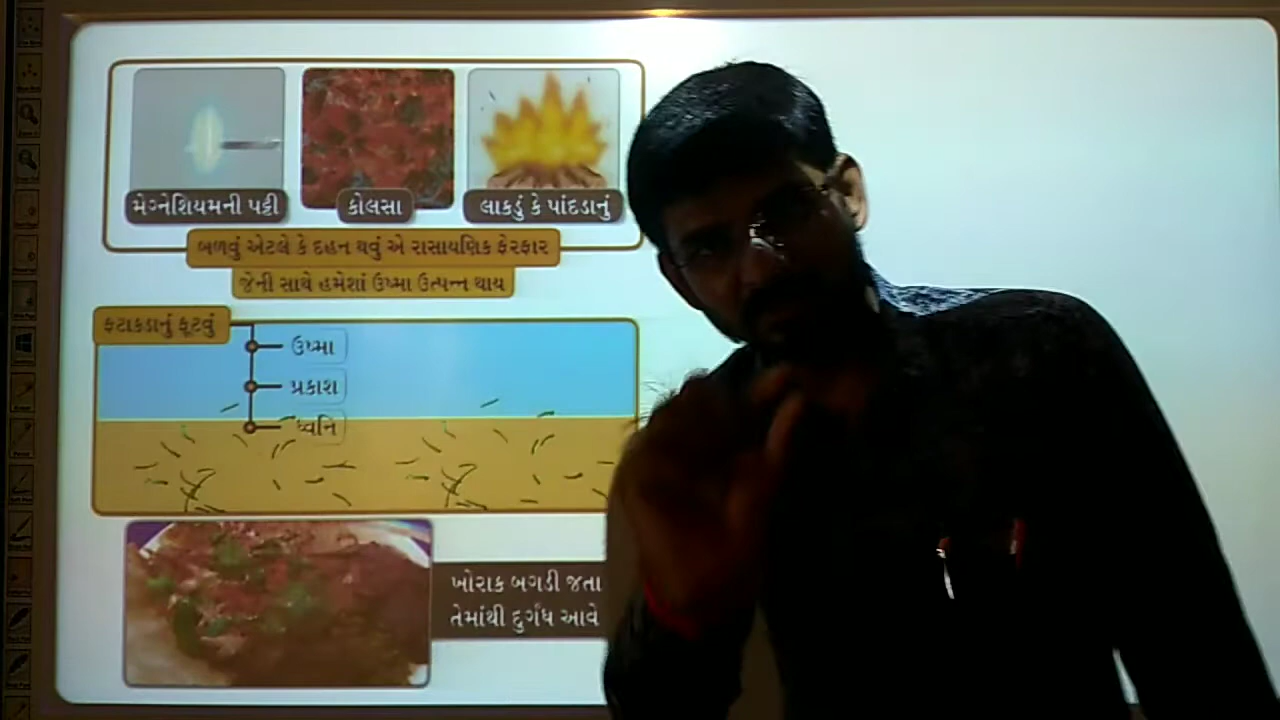 મેગ્નેશિયમની પટ્ટી
કોલસા
લાકડું કે પાંદડાનું
બળવું એટલે કે દહન થવું એ રાસાયણિક ફેરફાર
જેની સાથે હમેશાં ઉષ્મા ઉત્પન્ન થાય
ફટાકડાનું ફૂટવું
ઉષ્મા
પ્રકાશ
ધ્વનિ
ખોરાક બગડી જતા
તેમાંથી દુર્ગંધ આવે